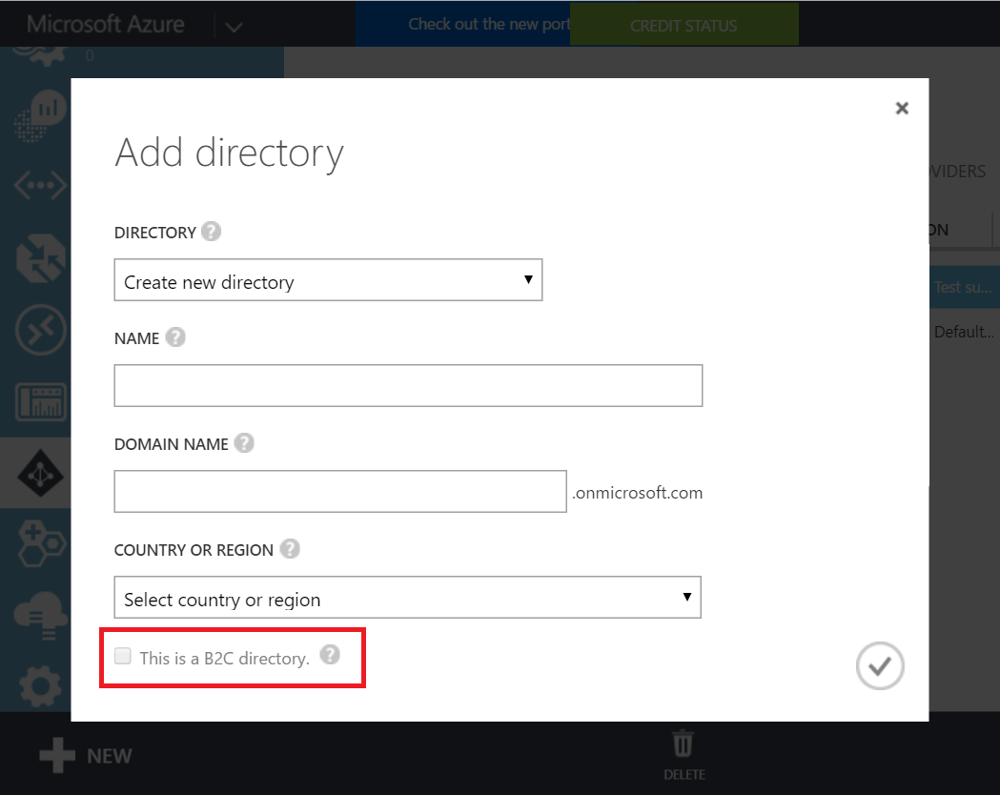 Microsoft Azure
Check out the new port
CREDIT STATUS
0
Add directory
VIDERS
DIRECTORY ?
ON
Create new directory
Test su...
NAME ?
Default...
DOMAIN NAME ?
.onmicrosoft.com
COUNTRY OR REGION ?
Select country or region
This is a B2C directory. ?
NEW
DELETE